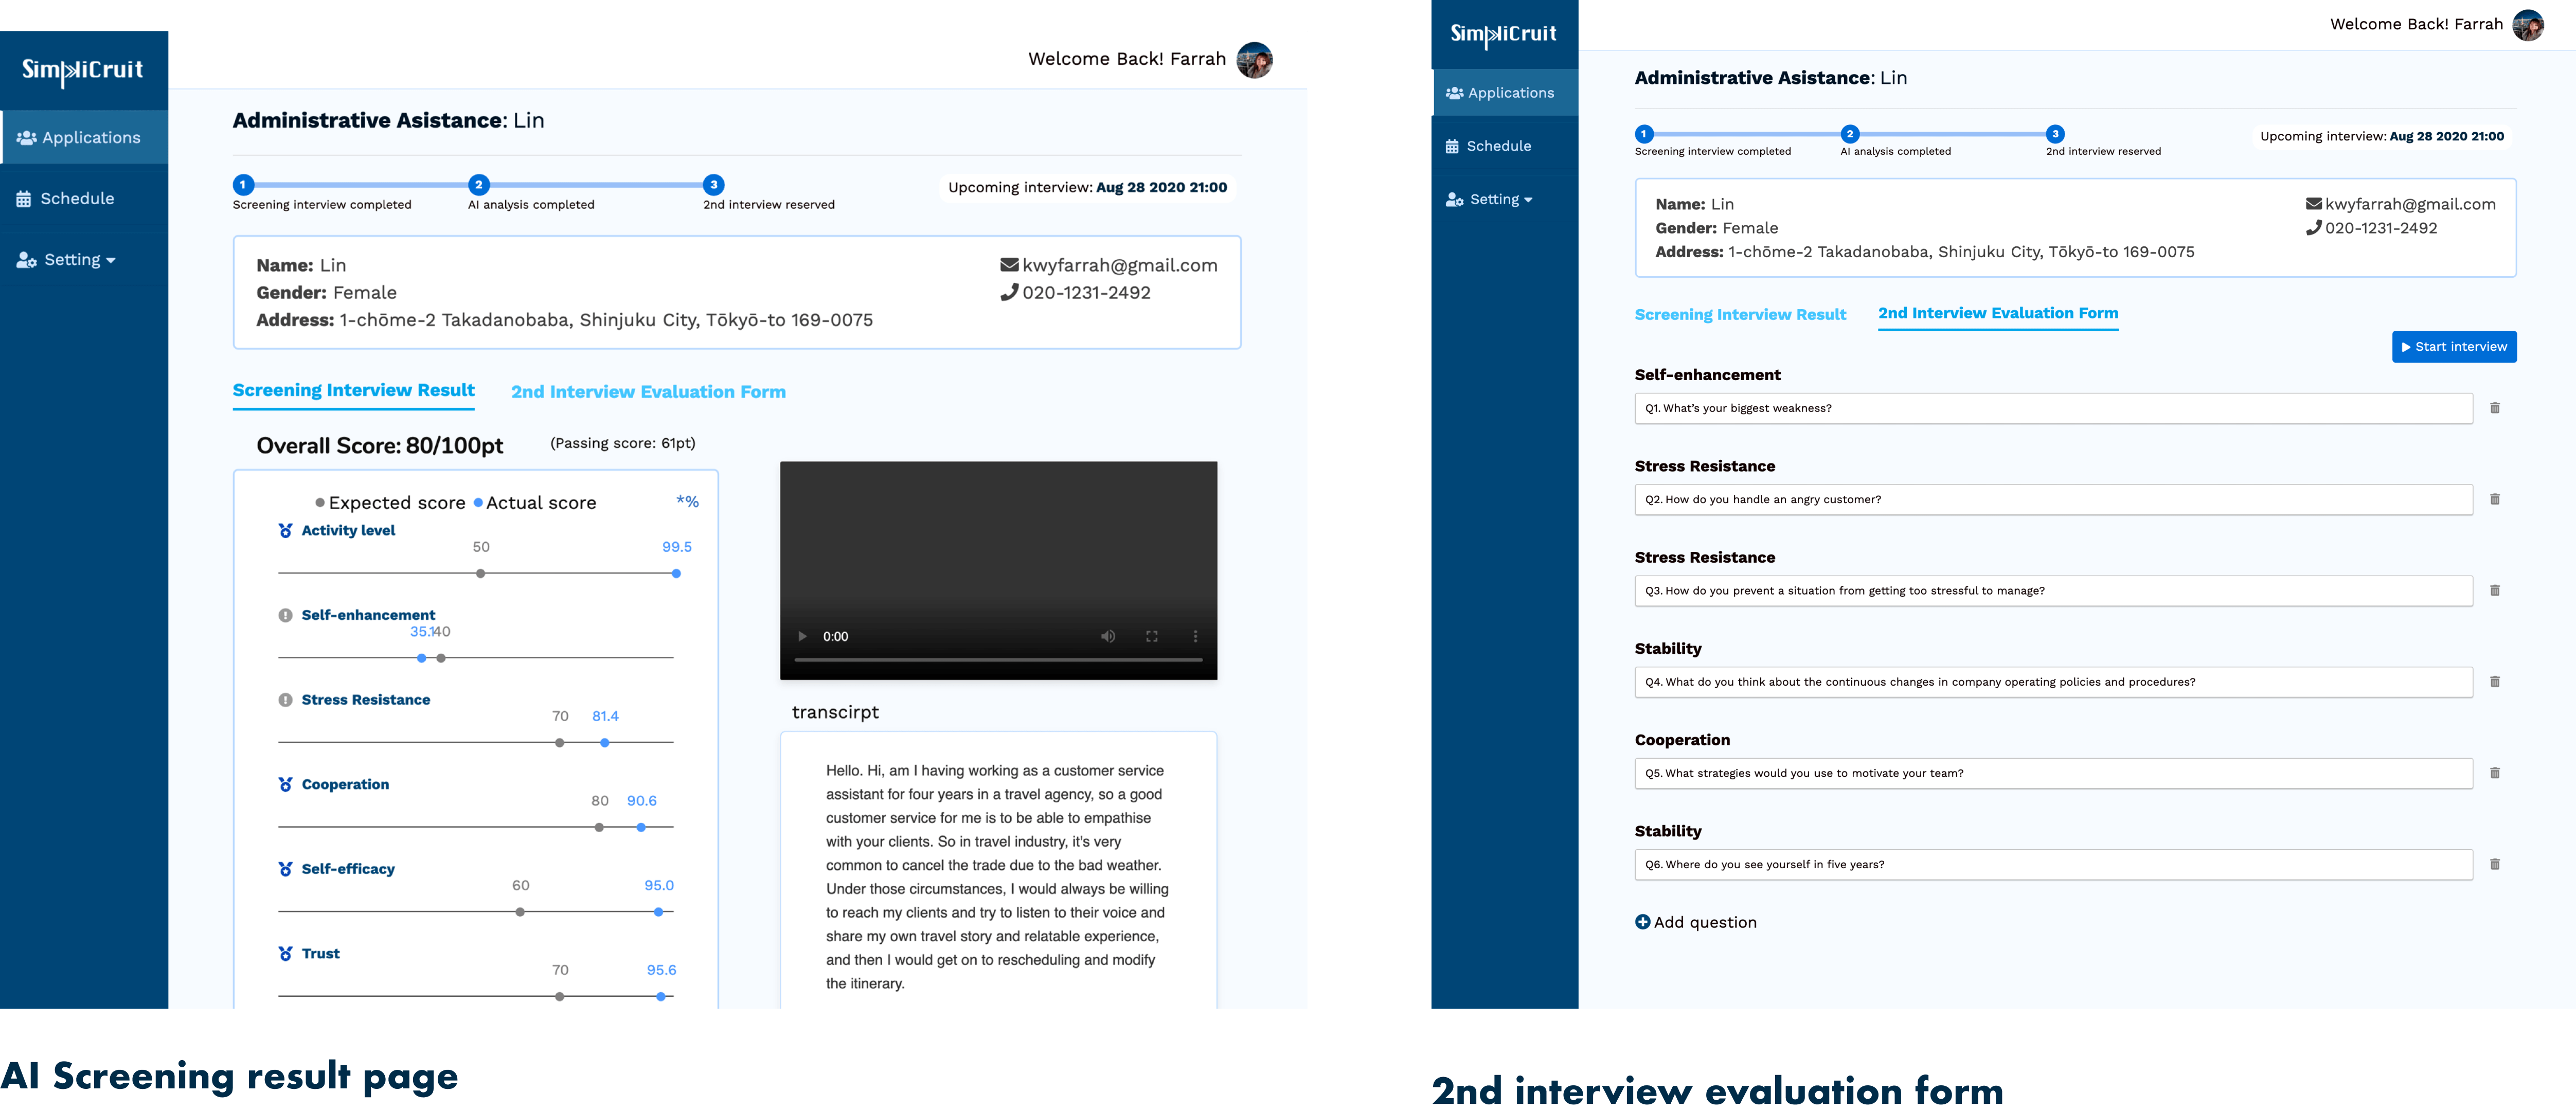 SimpliCruit
Welcome Back! Farrah
Applications
Schedule
Setting
Administrative Asistance: Lin
1
2
3
Screening interview completed
AI analysis completed
2nd interview reserved
Upcoming interview: Aug 28 2020 21:00
Name: Lin
Gender: Female
Address: 1-chōme-2 Takadanobaba, Shinjuku City, Tōkyō-to 169-0075
kwyfarrah@gmail.com
020-1231-2492
Screening Interview Result
2nd Interview Evaluation Form
Overall Score: 80/100pt
(Passing score: 61pt)
Expected score
Actual score
*%
Activity level
50
99.5
Self-enhancement
35.1
40
Stress Resistance
70
81.4
Cooperation
80
90.6
Self-efficacy
60
95.0
Trust
70
95.6
0:00
transcirpt
Hello. Hi, am I having working as a customer service
assistant for four years in a travel agency, so a good
customer service for me is to be able to empathise
with your clients. So in travel industry, it's very
common to cancel the trade due to the bad weather.
Under those circumstances, I would always be willing
to reach my clients and try to listen to their voice and
share my own travel story and relatable experience,
and then I would get on to rescheduling and modify
the itinerary.
AI Screening result page
SimpliCruit
Welcome Back! Farrah
Applications
Schedule
Setting
Administrative Asistance: Lin
1
2
3
Screening interview completed
AI analysis completed
2nd interview reserved
Upcoming interview: Aug 28 2020 21:00
Name: Lin
Gender: Female
Address: 1-chōme-2 Takadanobaba, Shinjuku City, Tōkyō-to 169-0075
kwyfarrah@gmail.com
020-1231-2492
Screening Interview Result
2nd Interview Evaluation Form
Start interview
Self-enhancement
Q1. What's your biggest weakness?
Stress Resistance
Q2. How do you handle an angry customer?
Stress Resistance
Q3. How do you prevent a situation from getting too stressful to manage?
Stability
Q4. What do you think about the continuous changes in company operating policies and procedures?
Cooperation
Q5. What strategies would you use to motivate your team?
Stability
Q6. Where do you see yourself in five years?
Add question
2nd interview evaluation form